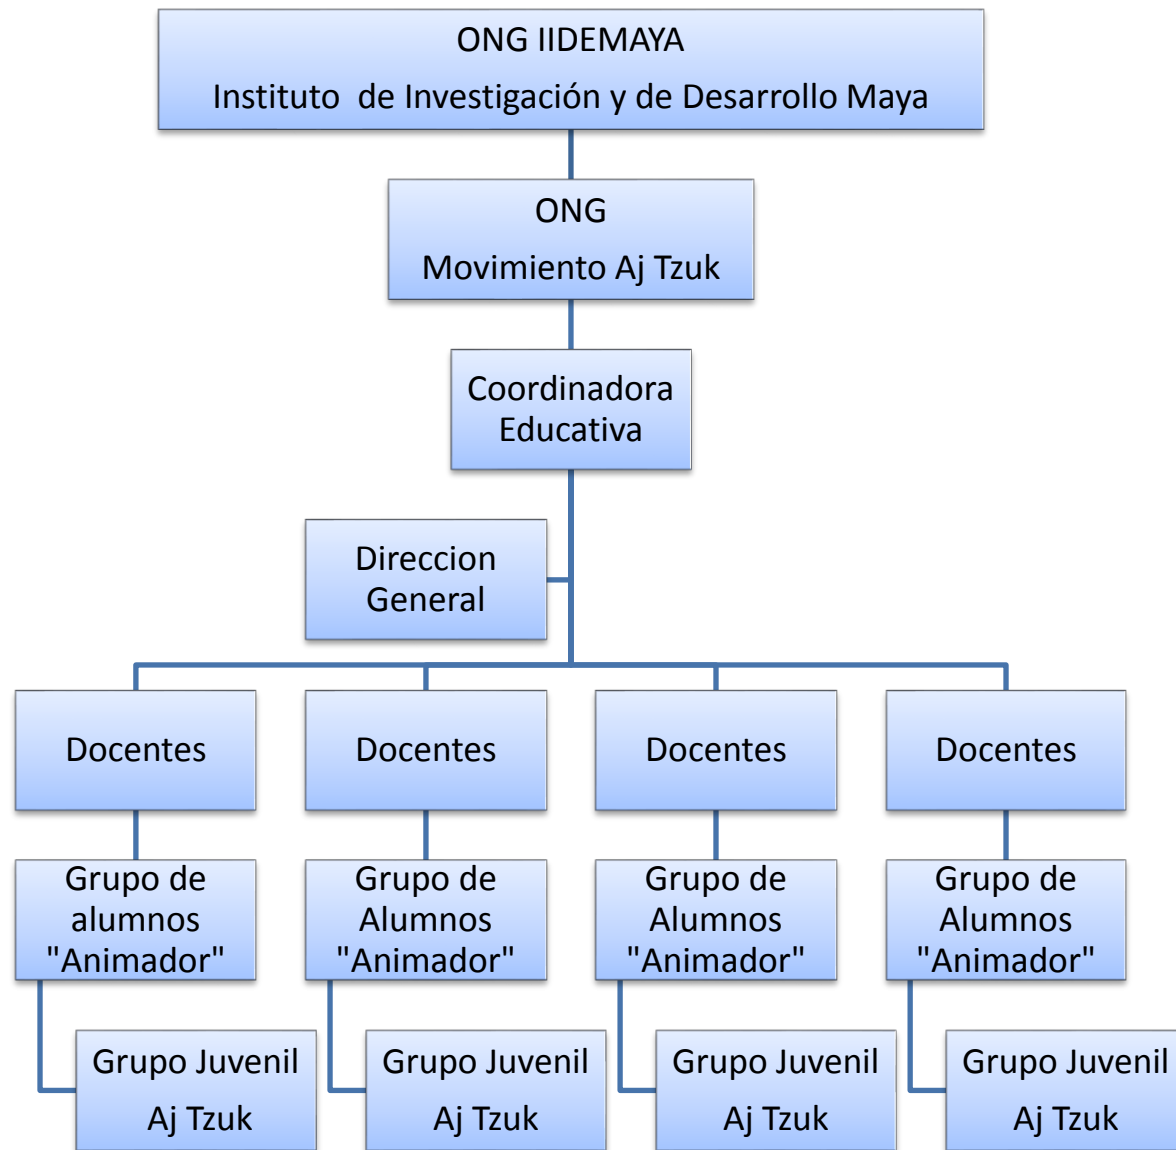 ONG IIDEMAYA
Instituto  de Investigación y de Desarrollo Maya
ONG
Movimiento Aj Tzuk
Coordinadora
Educativa
Direccion
General
Docentes
Docentes
Docentes
Docentes
Grupo de
alumnos
"Animador"
Grupo de
Alumnos
"Animador"
Grupo de
Alumnos
"Animador"
Grupo de
Alumnos
"Animador"
Grupo Juvenil
Aj Tzuk
Grupo Juvenil
Aj Tzuk
Grupo Juvenil
Aj Tzuk
Grupo Juvenil
Aj Tzuk